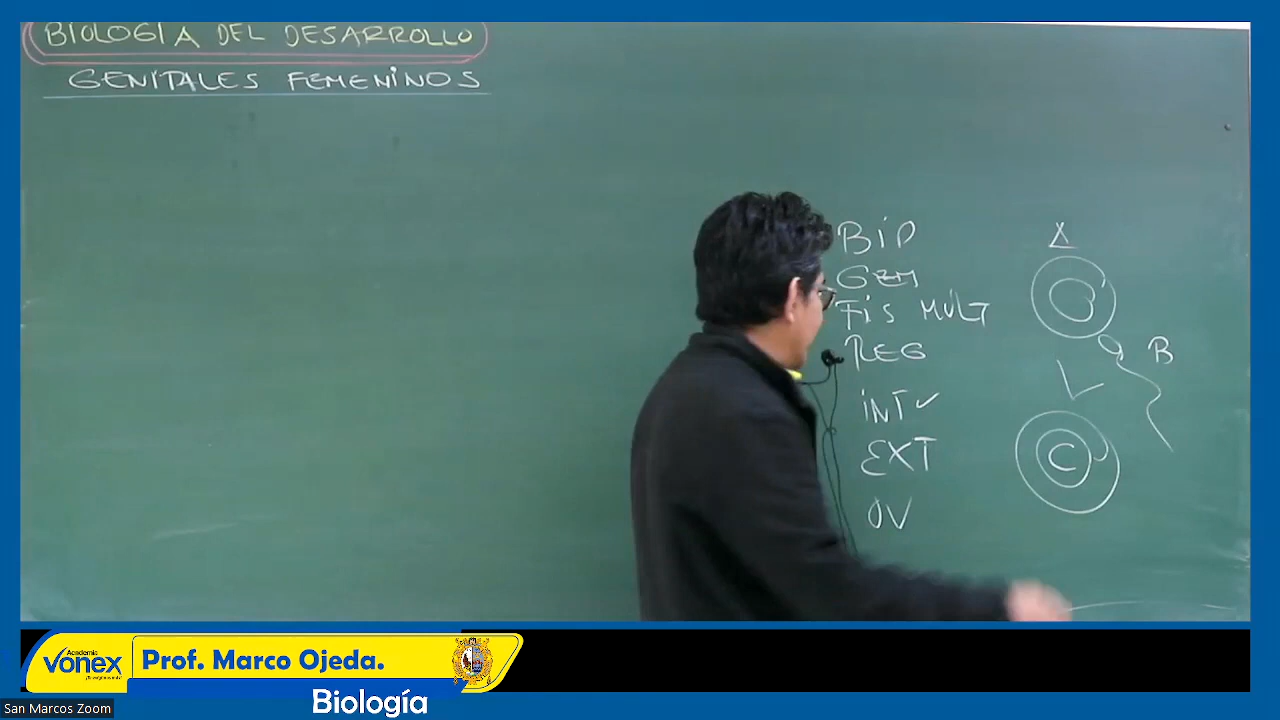 BIOLOGIA DEL DESARROLLO
GENITALES FEMENINOS
BIP
GEM
FIS MULT
REG
INT ✓
EXT
OV
A
B
C
Academia
vonex
Prof. Marco Ojeda.
Biología
San Marcos Zoom